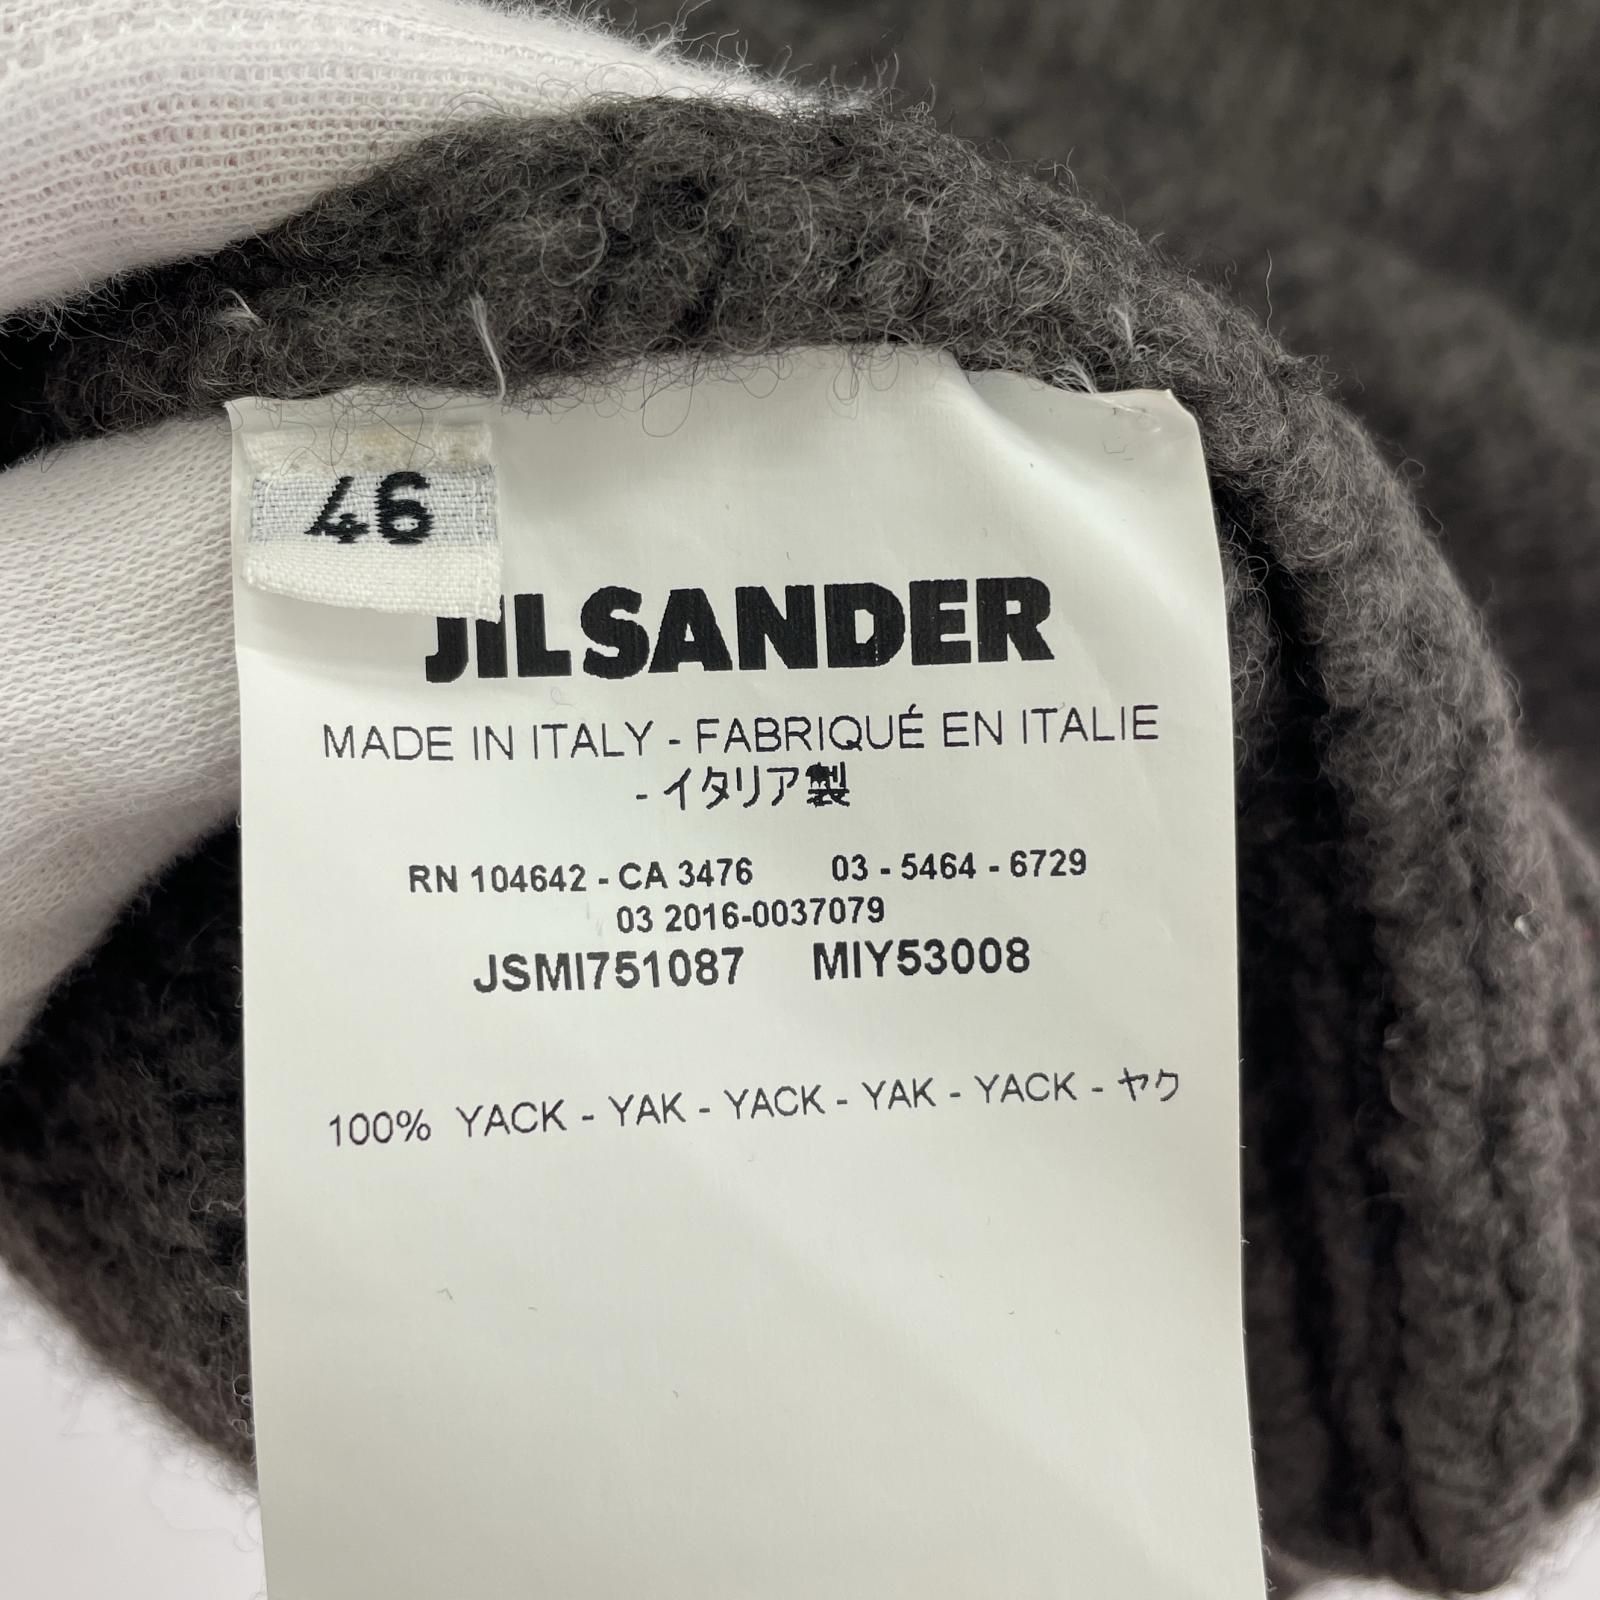 46
JIL SANDER
MADE IN ITALY - FABRIQUÉ EN ITALIE
- イタリア製
RN 104642 - CA 3476 03 - 5464 - 6729
03 2016-0037079
JSMI751087 MIY53008
100% YACK - YAK - YACK - YAK - YACK - ヤク